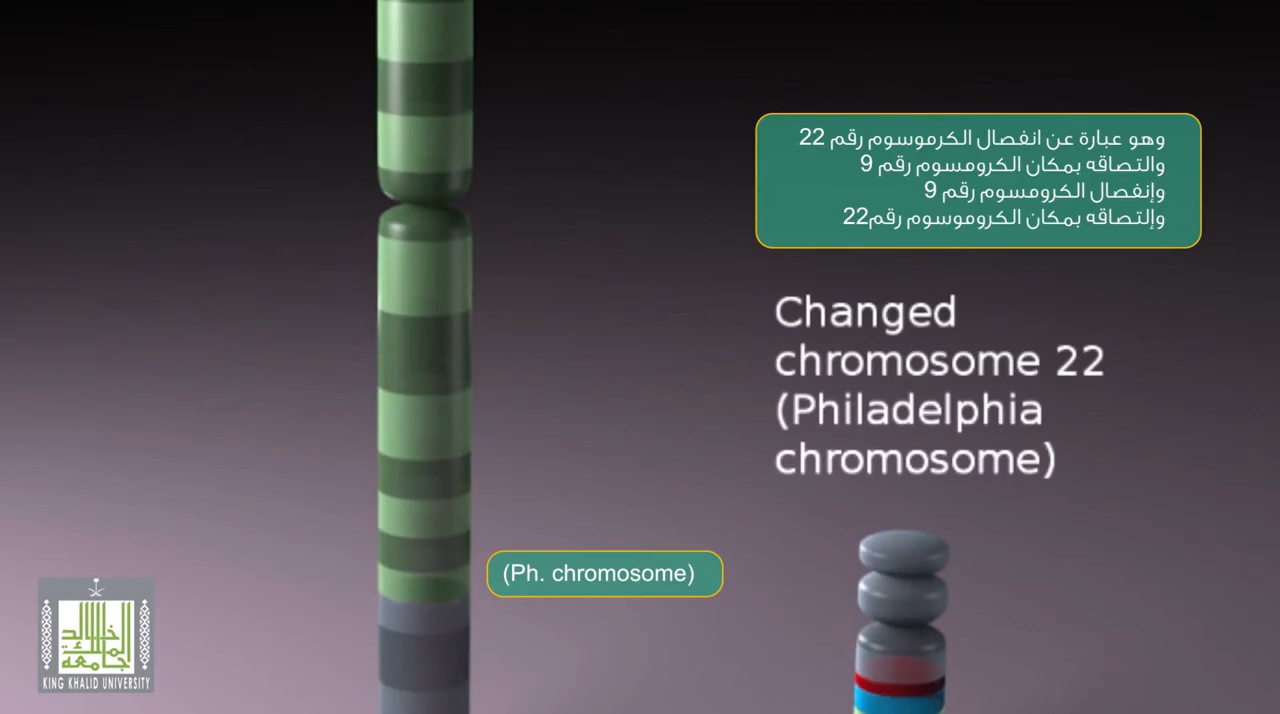 وهو عبارة عن انفصال الكرموسوم رقم 22
والتصاقه بمكان الكرومسوم رقم 9
وإنفصال الكرومسوم رقم 9
وإلتصاقه بمكان الكروموسوم رقم22
Changed
chromosome 22
(Philadelphia
chromosome)
(Ph. chromosome)
جامعة الملك خالد
KING KHALID UNIVERSITY